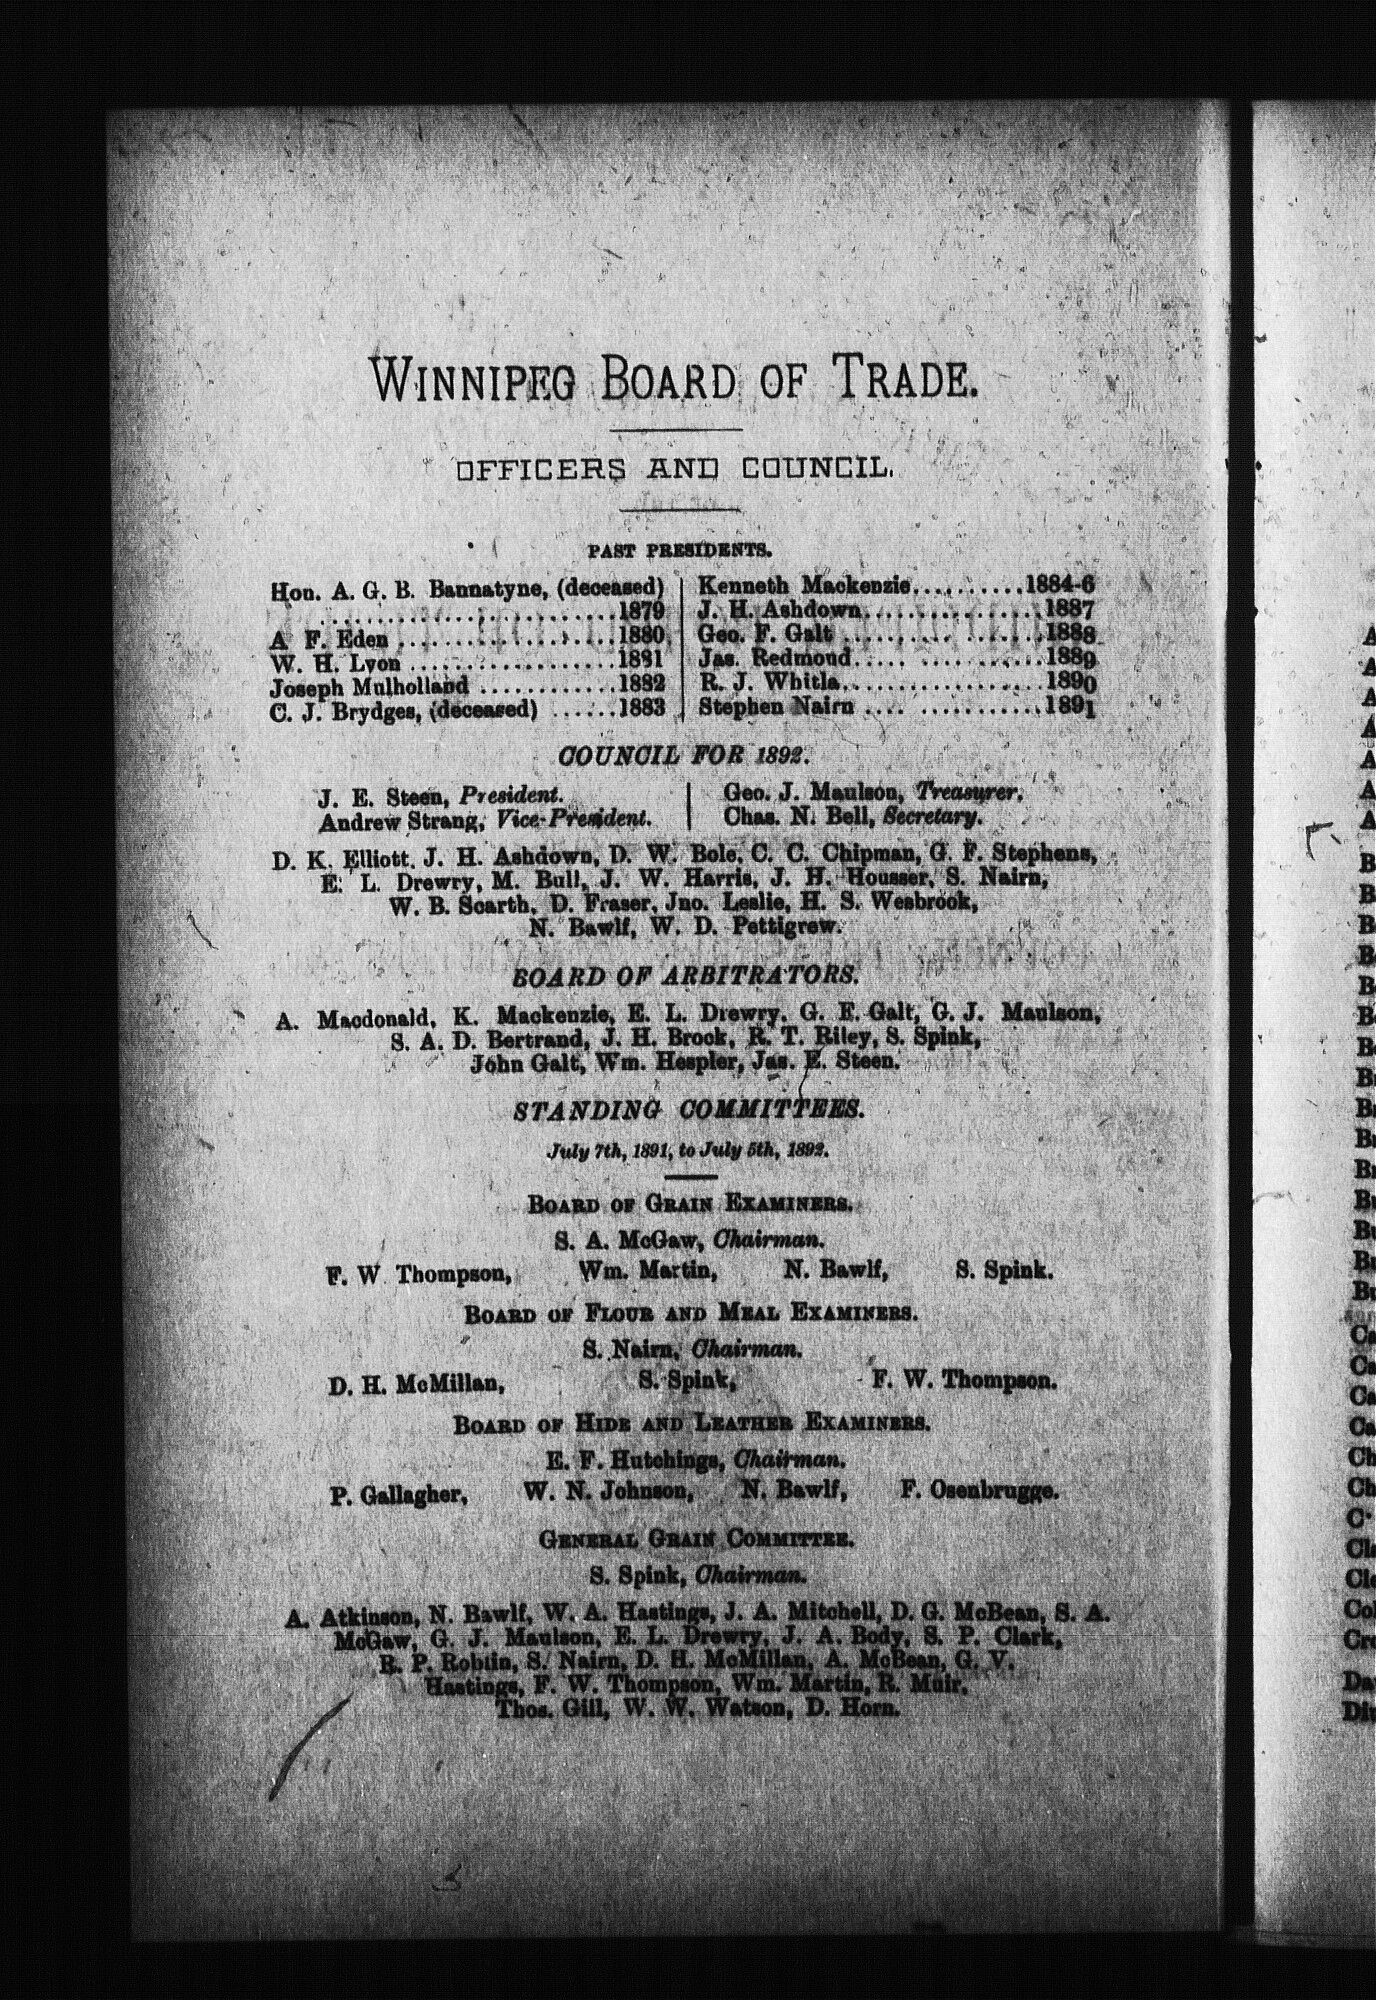 WINNIPEG BOARD OF TRADE.
OFFICERS AND COUNCIL.
PAST PRESIDENTS.
Hon. A. G. B. Bannatyne, (deceased)
..........................1879
A F. Eden ....................1880
W. H. Lyon ...................1881
Joseph Mulholland .............1882
C. J. Brydges, (deceased) ......1883
Kenneth Mackenzie..........1884-6
J. H. Ashdown.................1887
Geo. F. Galt .......... .......1888
Jas. Redmond..... ...........1889
R. J. Whitla...................1890
Stephen Nairn .... ...........1891
COUNCIL FOR 1892.
J. E. Steen, President.
Andrew Strang, Vice-President.
Geo. J. Maulson, Treasurer.
Chas. N. Bell, Secretary.
D. K. Elliott, J. H. Ashdown, D. W. Bole, C. C. Chipman, G. F. Stephens,
E. L. Drewry, M. Bull, J. W. Harris, J. H. Housser, S. Nairn,
W. B. Scarth, D. Fraser, Jno. Leslie, H. S. Wesbrook,
N. Bawlf, W. D. Pettigrew.
BOARD OF ARBITRATORS.
A. Macdonald, K. Mackenzie, E. L. Drewry, G. F. Galt, G. J. Maulson,
S. A. D. Bertrand, J. H. Brock, R. T. Riley, S. Spink,
John Galt, Wm. Hespler, Jas. E. Steen.
STANDING COMMITTEES.
July 7th, 1891, to July 5th, 1892.
BOARD OF GRAIN EXAMINERS.
S. A. McGaw, Chairman.
F. W Thompson, Wm. Martin, N. Bawlf, S. Spink.
BOARD OF FLOUR AND MEAL EXAMINERS.
S. Nairn, Chairman.
D. H. McMillan, S. Spink, F. W. Thompson.
BOARD OF HIDE AND LEATHER EXAMINERS.
E. F. Hutchings, Chairman.
P. Gallagher, W. N. Johnson, N. Bawlf, F. Osenbrugge.
GENERAL GRAIN COMMITTEE.
S. Spink, Chairman.
A. Atkinson, N. Bawlf, W. A. Hastings, J. A. Mitchell, D. G. McBean, S. A.
McGaw, G. J. Maulson, E. L. Drewry, J. A. Body, S. P. Clark,
R. P. Roblin, S. Nairn, D. H. McMillan, A. McBean, G. V.
Hastings, F. W. Thompson, Wm. Martin, R. Muir,
Thos. Gill, W. W. Watson, D. Horn.